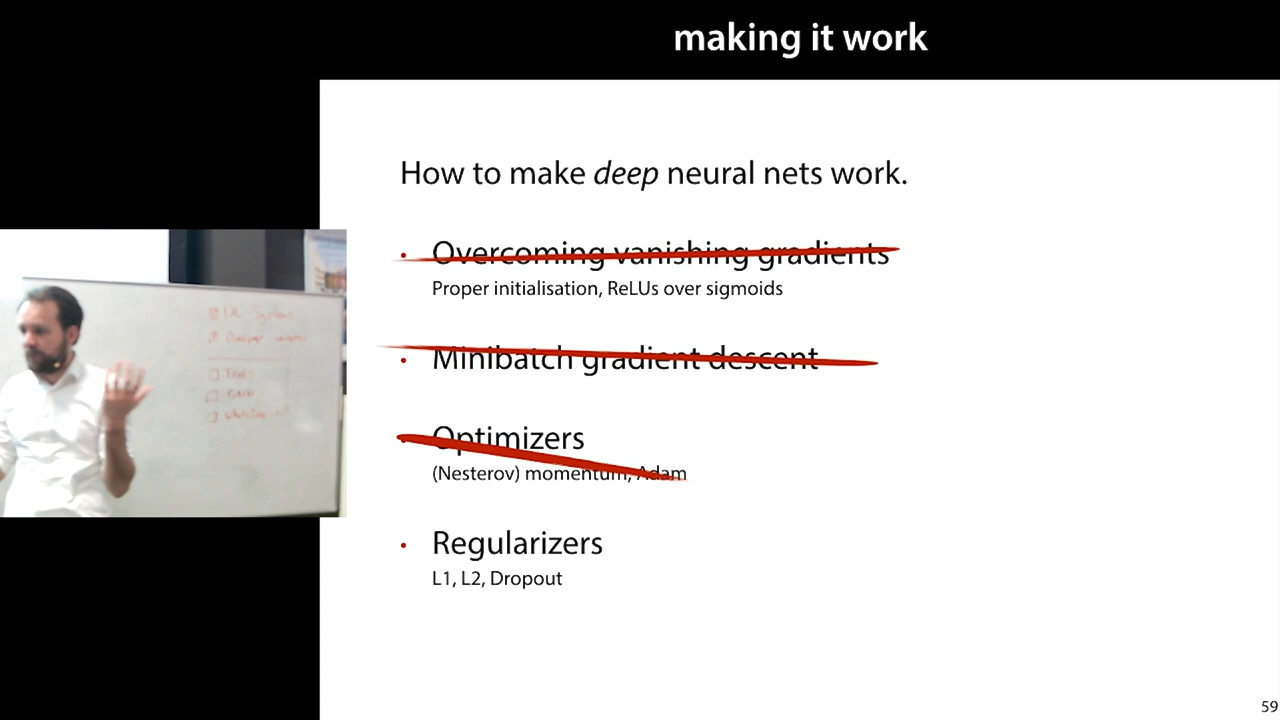 making it work
How to make deep neural nets work.
• Overcoming vanishing gradients
Proper initialisation, ReLUs over sigmoids
• Minibatch gradient descent
• Optimizers
(Nesterov) momentum, Adam
• Regularizers
L1, L2, Dropout
59